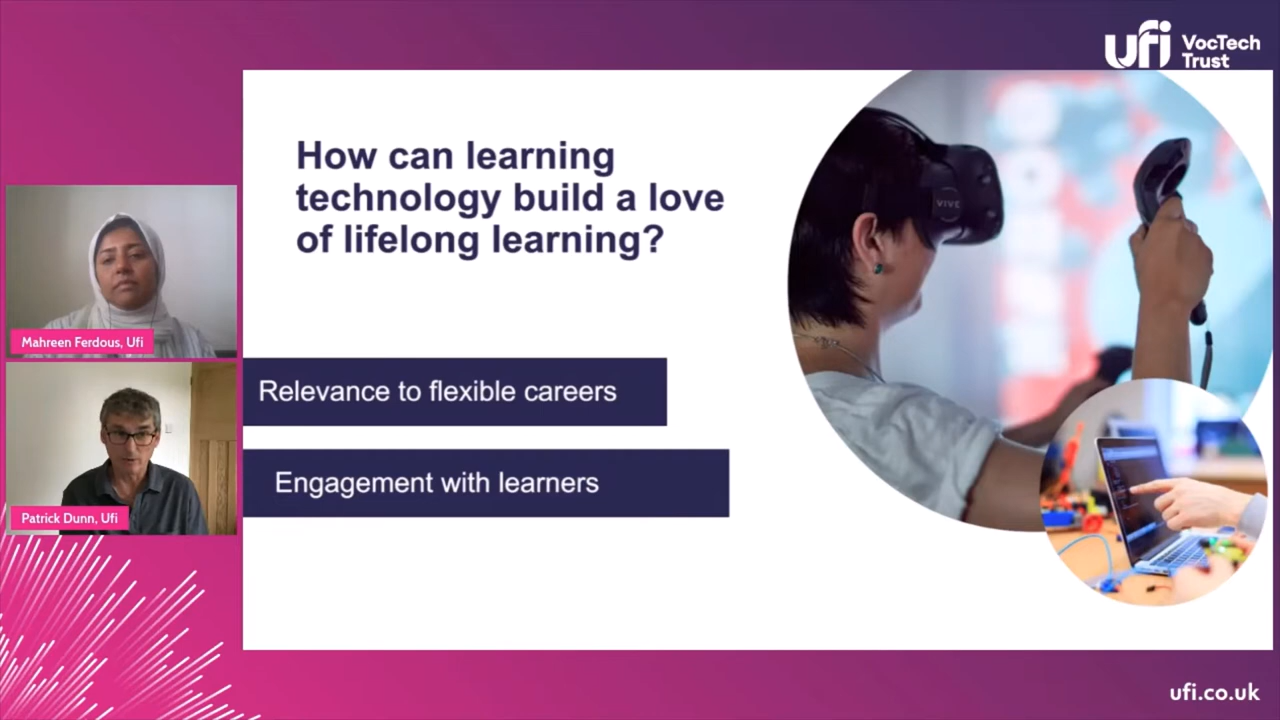 ufi VocTech
Trust
How can learning
technology build a love
of lifelong learning?
VIVE
Mahreen Ferdous, Ufi
Relevance to flexible careers
Engagement with learners
Patrick Dunn, Ufi
ufi.co.uk